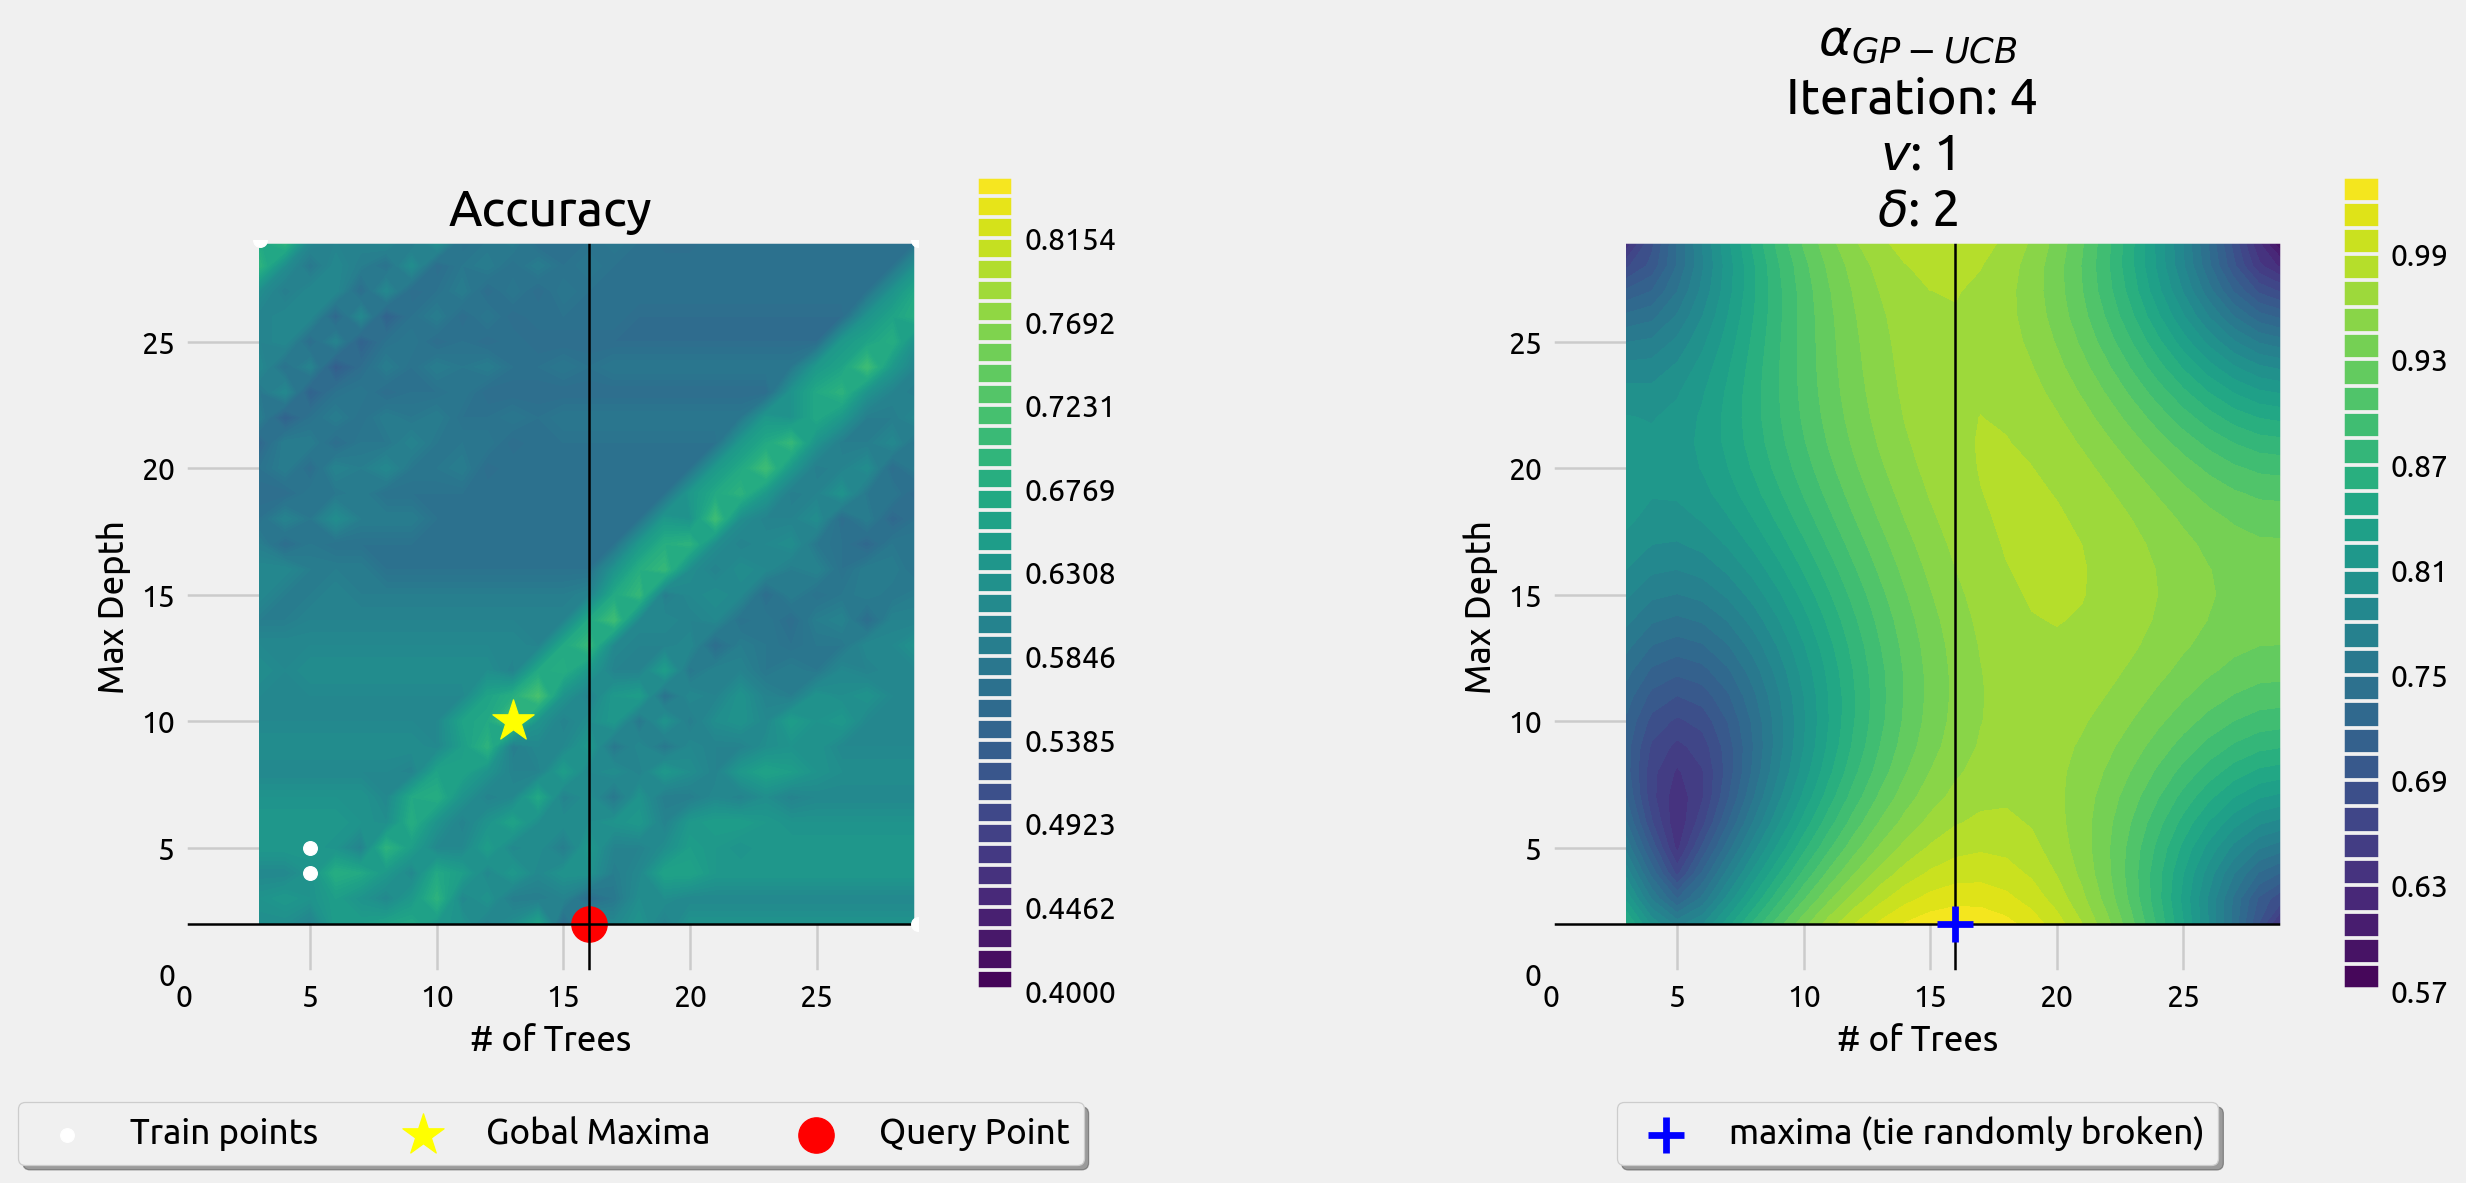 Accuracy
25
20
15
10
5
0
Max Depth
0 5 10 15 20 25
# of Trees
0.8154
0.7692
0.7231
0.6769
0.6308
0.5846
0.5385
0.4923
0.4462
0.4000
Train points Gobal Maxima Query Point
α_GP−UCB
Iteration: 4
ν: 1
δ: 2
25
20
15
10
5
0
Max Depth
0 5 10 15 20 25
# of Trees
0.99
0.93
0.87
0.81
0.75
0.69
0.63
0.57
maxima (tie randomly broken)